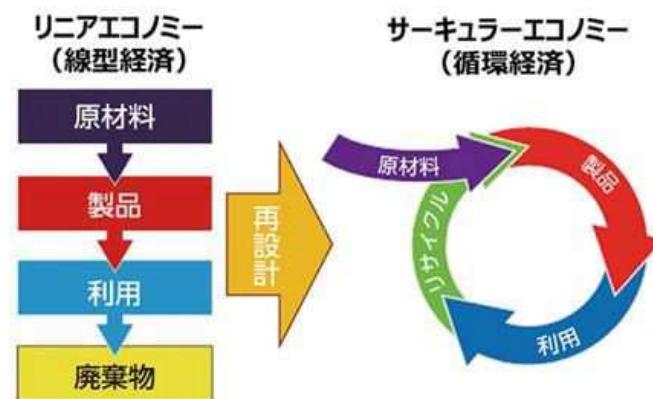 リニアエコノミー
（線型経済）
原材料
製品
利用
廃棄物
再設計
サーキュラーエコノミー
（循環経済）
原材料
製品
利用
リサイクル